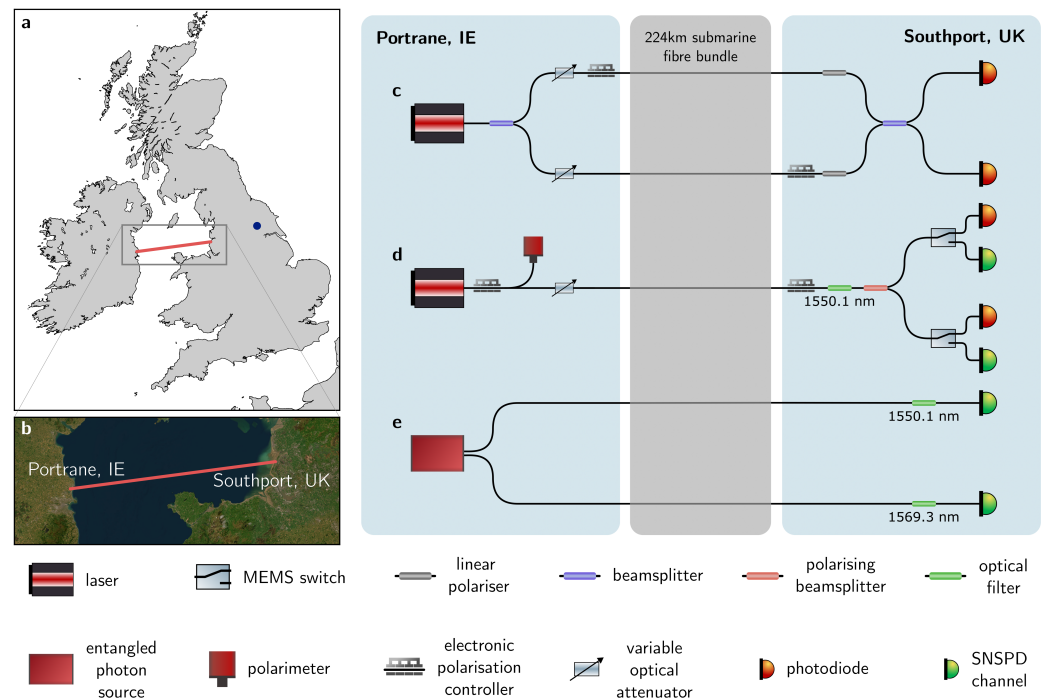 a
b
Portrane, IE
Southport, UK
Portrane, IE
224km submarine
fibre bundle
Southport, UK
c
d
1550.1 nm
e
1550.1 nm
1569.3 nm
laser
MEMS switch
linear
polariser
beamsplitter
polarising
beamsplitter
optical
filter
entangled
photon
source
polarimeter
electronic
polarisation
controller
variable
optical
attenuator
photodiode
SNSPD
channel